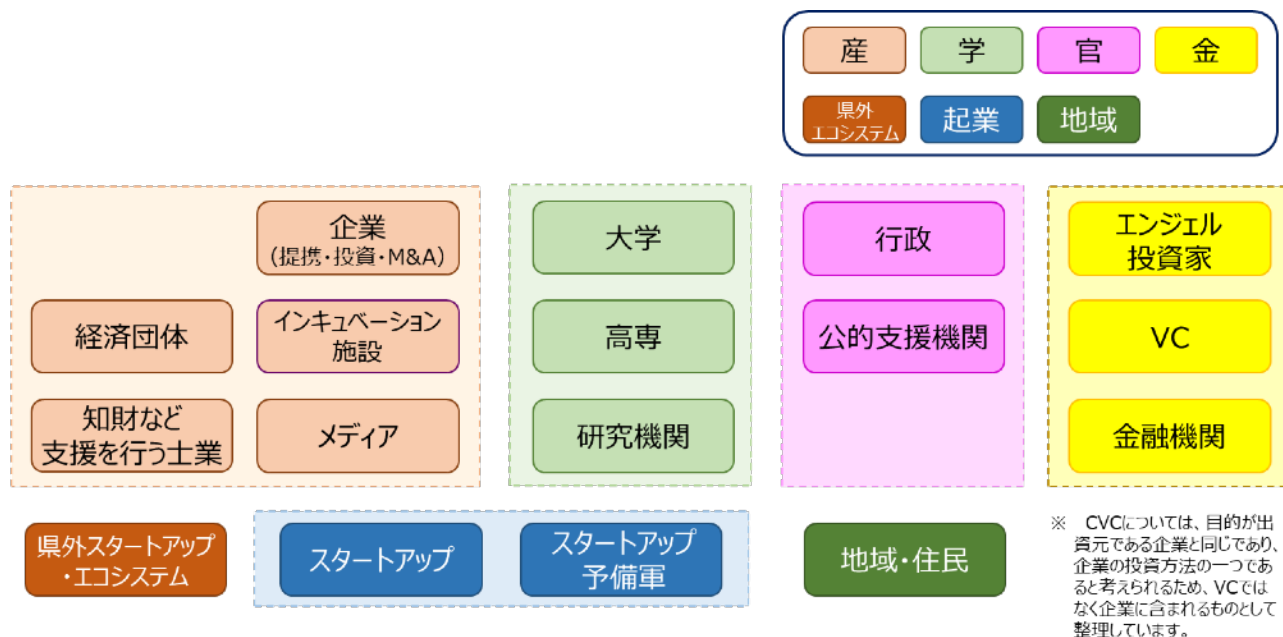 産
学
官
金
県外
エコシステム
起業
地域
企業
（提携・投資・M&A）
経済団体
インキュベーション
施設
知財など
支援を行う士業
メディア
大学
高専
研究機関
行政
公的支援機関
エンジェル
投資家
VC
金融機関
県外スタートアップ
・エコシステム
スタートアップ
スタートアップ
予備軍
地域・住民
※　CVCについては、目的が出
資元である企業と同じであり、
企業の投資方法の一つであ
ると考えられるため、VCでは
なく企業に含まれるものとして
整理しています。